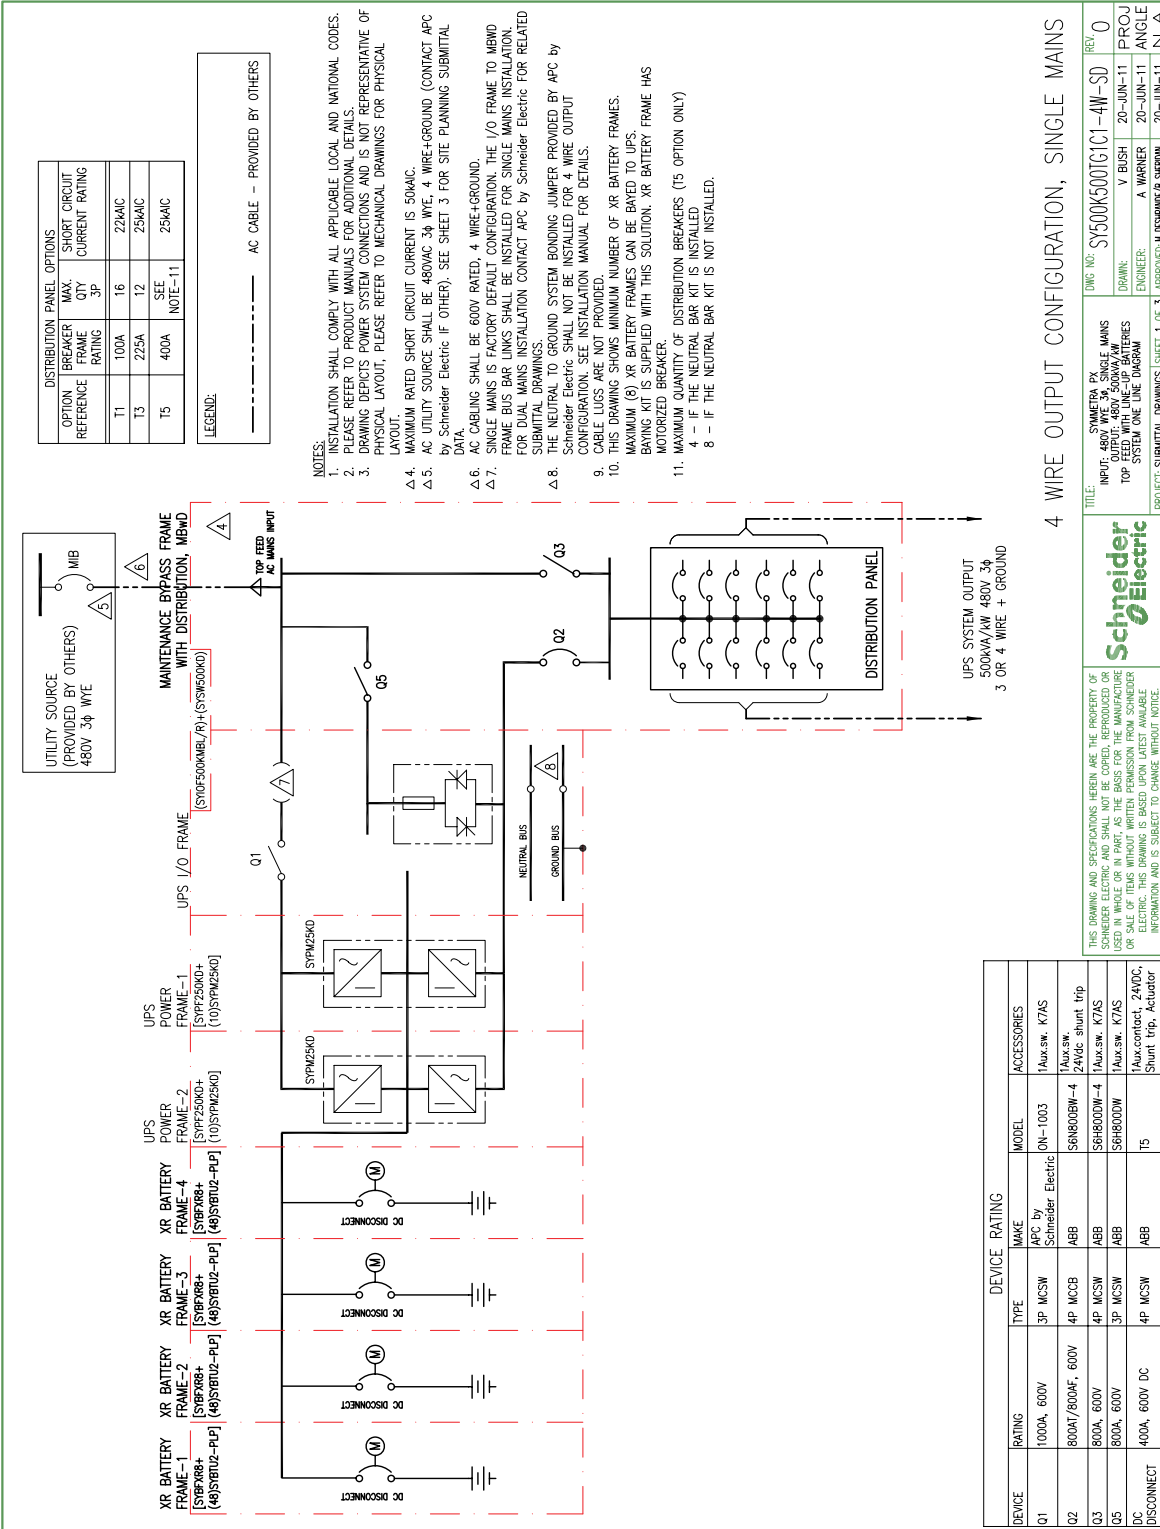 UTILITY SOURCE
(PROVIDED BY OTHERS)
480V 3ϕ WYE
MIB
5
6
MAINTENANCE BYPASS FRAME
WITH DISTRIBUTION, MBwD
4
TOP FEED
AC MAINS INPUT
(SYIOF500KMBL/R)+(SYSW500KD)
UPS I/O FRAME
UPS
POWER
FRAME-1
[SYPF250KD+
(10)SYPM25KD]
UPS
POWER
FRAME-2
[SYPF250KD+
(10)SYPM25KD]
XR BATTERY
FRAME-4
[SYBFXR8+
(48)SYBTU2-PLP]
XR BATTERY
FRAME-3
[SYBFXR8+
(48)SYBTU2-PLP]
XR BATTERY
FRAME-2
[SYBFXR8+
(48)SYBTU2-PLP]
XR BATTERY
FRAME-1
[SYBFXR8+
(48)SYBTU2-PLP]
Q1
7
Q5
Q3
Q2
SYPM25KD
SYPM25KD
NEUTRAL BUS
GROUND BUS
8
M
DC DISCONNECT
M
DC DISCONNECT
M
DC DISCONNECT
M
DC DISCONNECT
DISTRIBUTION PANEL
UPS SYSTEM OUTPUT
500kVA/kW 480V 3ϕ
3 OR 4 WIRE + GROUND
DISTRIBUTION PANEL OPTIONS
OPTION REFERENCE BREAKER FRAME RATING MAX. QTY 3P SHORT CIRCUIT CURRENT RATING
T1 100A 16 22kAIC
T3 225A 12 25kAIC
T5 400A SEE NOTE-11 25kAIC
LEGEND:
AC CABLE - PROVIDED BY OTHERS
NOTES:
1. INSTALLATION SHALL COMPLY WITH ALL APPLICABLE LOCAL AND NATIONAL CODES.
2. PLEASE REFER TO PRODUCT MANUALS FOR ADDITIONAL DETAILS.
3. DRAWING DEPICTS POWER SYSTEM CONNECTIONS AND IS NOT REPRESENTATIVE OF
PHYSICAL LAYOUT, PLEASE REFER TO MECHANICAL DRAWINGS FOR PHYSICAL
LAYOUT.
△ 4. MAXIMUM RATED SHORT CIRCUIT CURRENT IS 50kAIC.
△ 5. AC UTILITY SOURCE SHALL BE 480VAC 3ϕ WYE, 4 WIRE+GROUND (CONTACT APC
by Schneider Electric IF OTHER). SEE SHEET 3 FOR SITE PLANNING SUBMITTAL
DATA.
△ 6. AC CABLING SHALL BE 600V RATED, 4 WIRE+GROUND.
△ 7. SINGLE MAINS IS FACTORY DEFAULT CONFIGURATION. THE I/O FRAME TO MBWD
FRAME BUS BAR LINKS SHALL BE INSTALLED FOR SINGLE MAINS INSTALLATION.
FOR DUAL MAINS INSTALLATION CONTACT APC by Schneider Electric FOR RELATED
SUBMITTAL DRAWINGS.
△ 8. THE NEUTRAL TO GROUND SYSTEM BONDING JUMPER PROVIDED BY APC by
Schneider Electric SHALL NOT BE INSTALLED FOR 4 WIRE OUTPUT
CONFIGURATION. SEE INSTALLATION MANUAL FOR DETAILS.
9. CABLE LUGS ARE NOT PROVIDED.
10. THIS DRAWING SHOWS MINIMUM NUMBER OF XR BATTERY FRAMES.
MAXIMUM (8) XR BATTERY FRAMES CAN BE BAYED TO UPS.
BAYING KIT IS SUPPLIED WITH THIS SOLUTION. XR BATTERY FRAME HAS
MOTORIZED BREAKER.
11. MAXIMUM QUANTITY OF DISTRIBUTION BREAKERS (T5 OPTION ONLY)
4 - IF THE NEUTRAL BAR KIT IS INSTALLED
8 - IF THE NEUTRAL BAR KIT IS NOT INSTALLED.
4 WIRE OUTPUT CONFIGURATION, SINGLE MAINS
DEVICE RATING
DEVICE RATING TYPE MAKE MODEL ACCESSORIES
Q1 1000A, 600V 3P MCSW APC by Schneider Electric ON-1003 1Aux.sw. K7AS
Q2 800AT/800AF, 600V 4P MCCB ABB S6N800BW-4 1Aux.sw. 24Vdc shunt trip
Q3 800A, 600V 4P MCSW ABB S6H800DW-4 1Aux.sw. K7AS
Q5 800A, 600V 3P MCSW ABB S6H800DW 1Aux.sw. K7AS
DC DISCONNECT 400A, 600V DC 4P MCSW ABB T5 1Aux.contact, 24VDC, Shunt trip, Actuator
THIS DRAWING AND SPECIFICATIONS HEREIN ARE THE PROPERTY OF
SCHNEIDER ELECTRIC AND SHALL NOT BE COPIED, REPRODUCED OR
USED IN WHOLE OR IN PART, AS THE BASIS FOR THE MANUFACTURE
OR SALE OF ITEMS WITHOUT WRITTEN PERMISSION FROM SCHNEIDER
ELECTRIC. THIS DRAWING IS BASED UPON LATEST AVAILABLE
INFORMATION AND IS SUBJECT TO CHANGE WITHOUT NOTICE.
Schneider
Electric
TITLE: SYMMETRA PX
INPUT: 480V WYE 3ϕ SINGLE MAINS
OUTPUT: 480V 500kVA/kW
TOP FEED WITH LINE-UP BATTERIES
SYSTEM ONE LINE DIAGRAM
PROJECT: SUBMITTAL DRAWINGS SHEET 1 OF 3
DWG NO: SY500K500TG1C1-4W-SD
REV: 0
DRAWN: V BUSH 20-JUN-11
ENGINEER: A WARNER 20-JUN-11
APPROVED: 20-JUN-11
PROJ
ANGLE